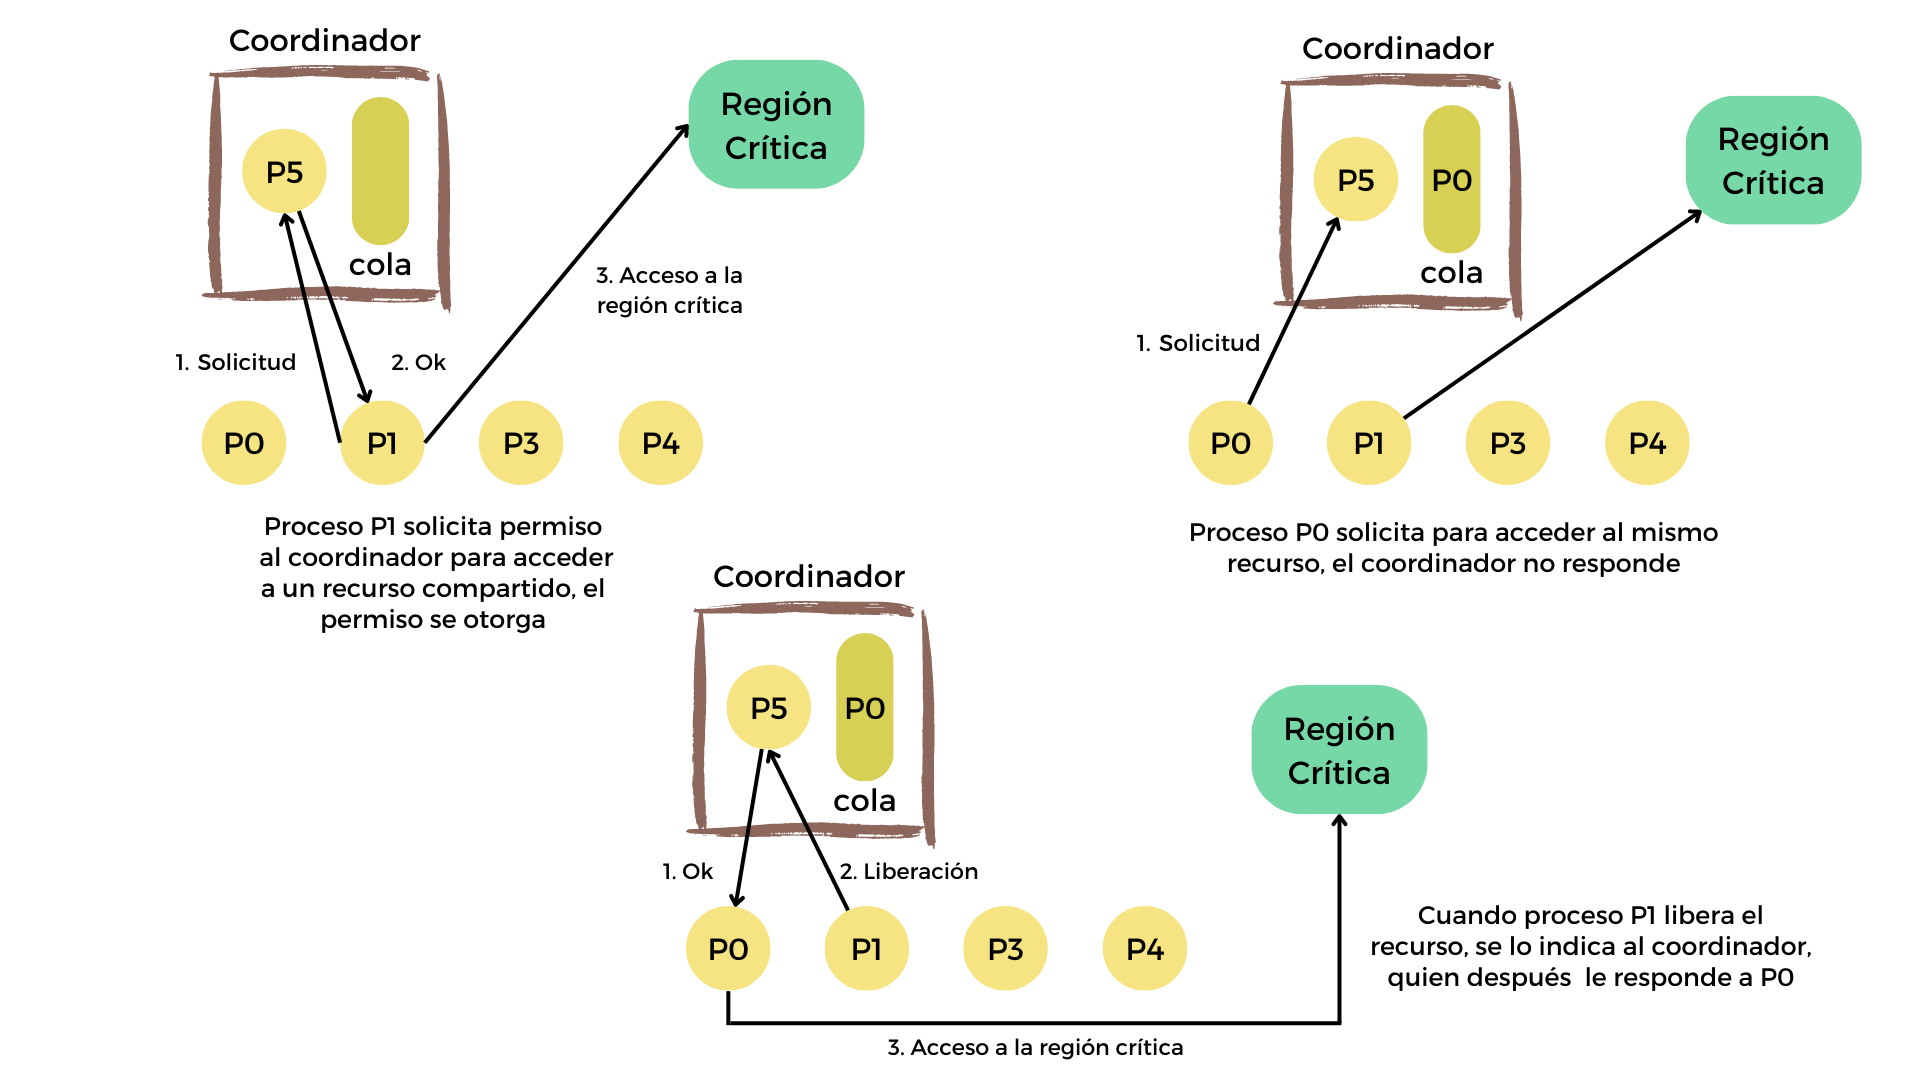 Coordinador
P5
cola
Región
Crítica
3. Acceso a la
región crítica
1. Solicitud
2. Ok
P0
P1
P3
P4
Proceso P1 solicita permiso
al coordinador para acceder
a un recurso compartido, el
permiso se otorga
Coordinador
P5
P0
cola
Región
Crítica
1. Solicitud
P0
P1
P3
P4
Proceso P0 solicita para acceder al mismo
recurso, el coordinador no responde
Coordinador
P5
P0
cola
Región
Crítica
1. Ok
2. Liberación
P0
P1
P3
P4
3. Acceso a la región crítica
Cuando proceso P1 libera el
recurso, se lo indica al coordinador,
quien después le responde a P0